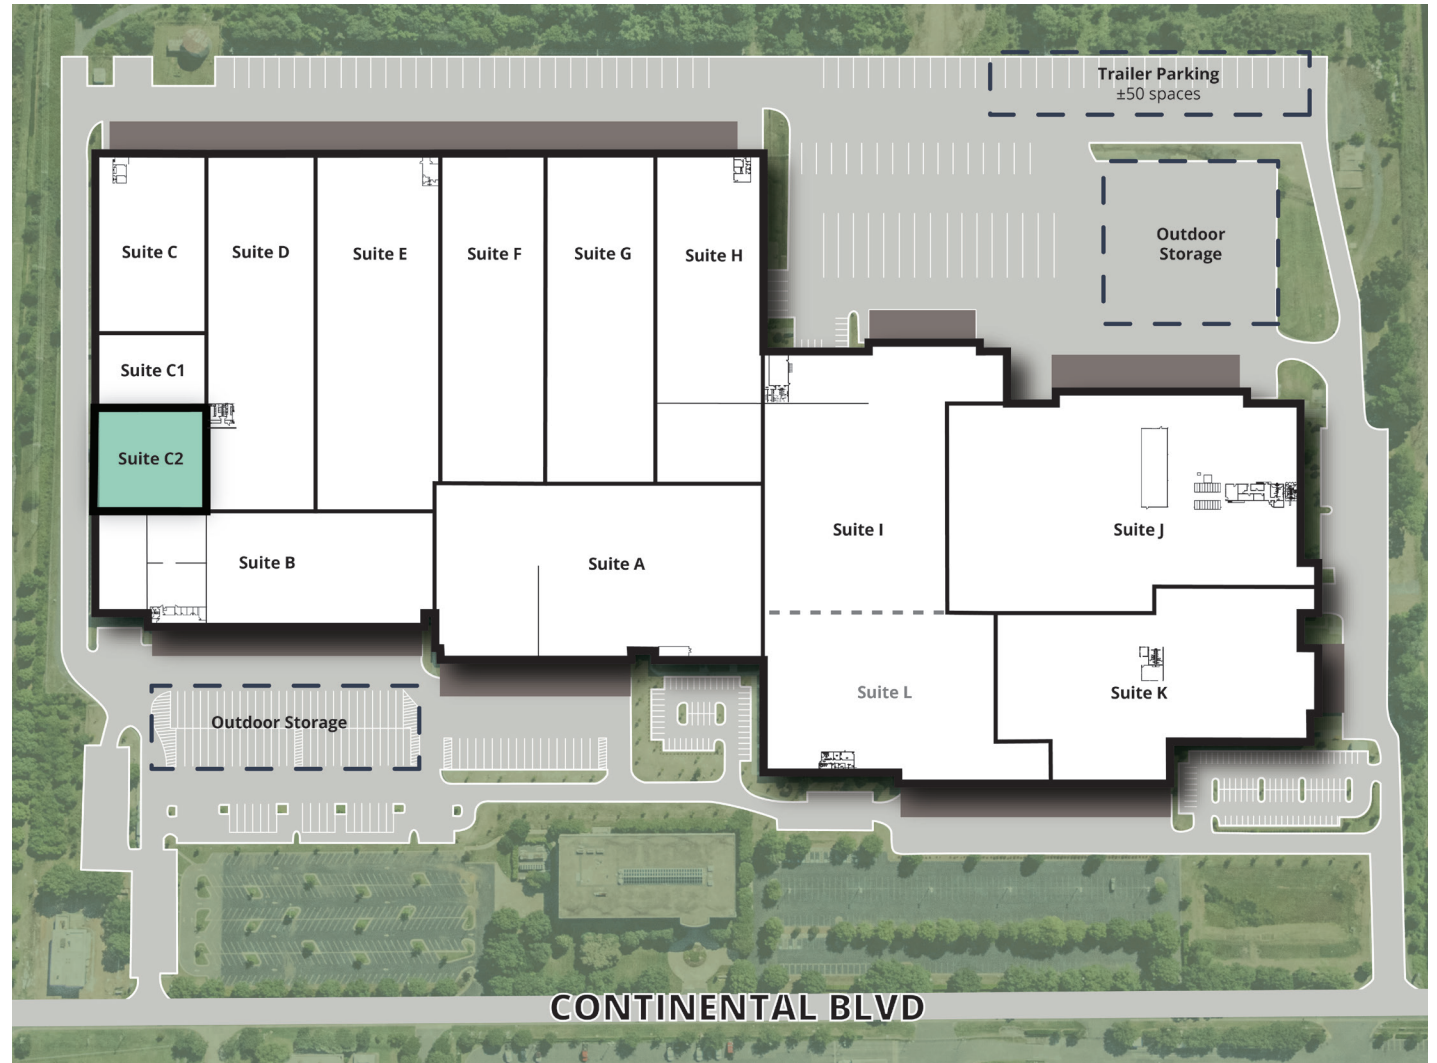 Trailer Parking
±50 spaces
Outdoor
Storage
Suite C
Suite D
Suite E
Suite F
Suite G
Suite H
Suite C1
Suite C2
Suite B
Suite A
Suite I
Suite J
Suite L
Suite K
Outdoor Storage
CONTINENTAL BLVD